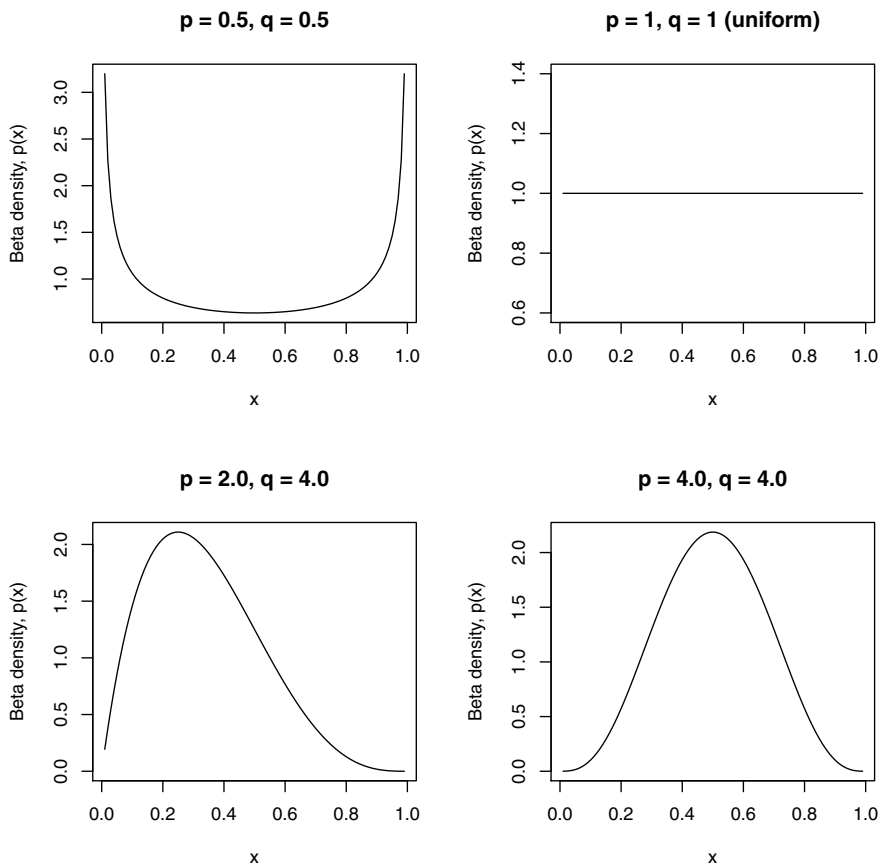 p = 0.5, q = 0.5
Beta density, p(x)
3.0
2.5
2.0
1.5
1.0
0.0 0.2 0.4 0.6 0.8 1.0
x
p = 1, q = 1 (uniform)
Beta density, p(x)
1.4
1.2
1.0
0.8
0.6
0.0 0.2 0.4 0.6 0.8 1.0
x
p = 2.0, q = 4.0
Beta density, p(x)
2.0
1.5
1.0
0.5
0.0
0.0 0.2 0.4 0.6 0.8 1.0
x
p = 4.0, q = 4.0
Beta density, p(x)
2.0
1.5
1.0
0.5
0.0
0.0 0.2 0.4 0.6 0.8 1.0
x